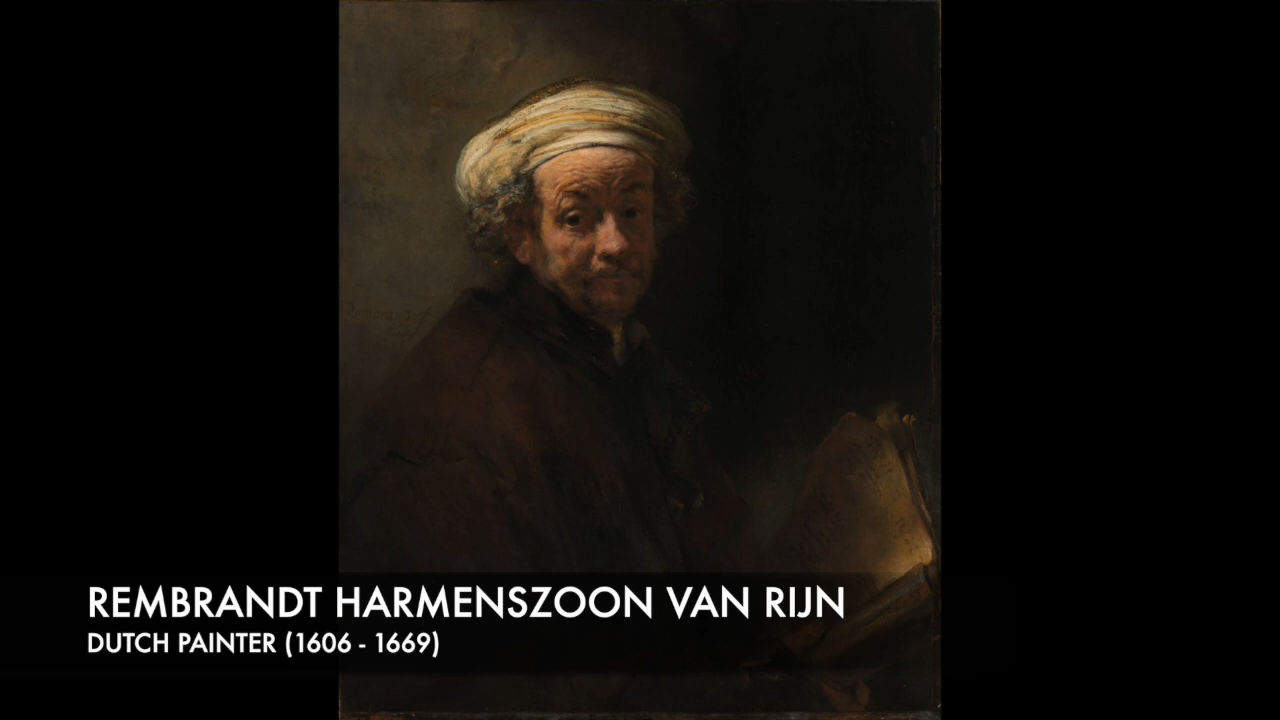 REMBRANDT HARMENSZOON VAN RIJN
DUTCH PAINTER (1606 - 1669)